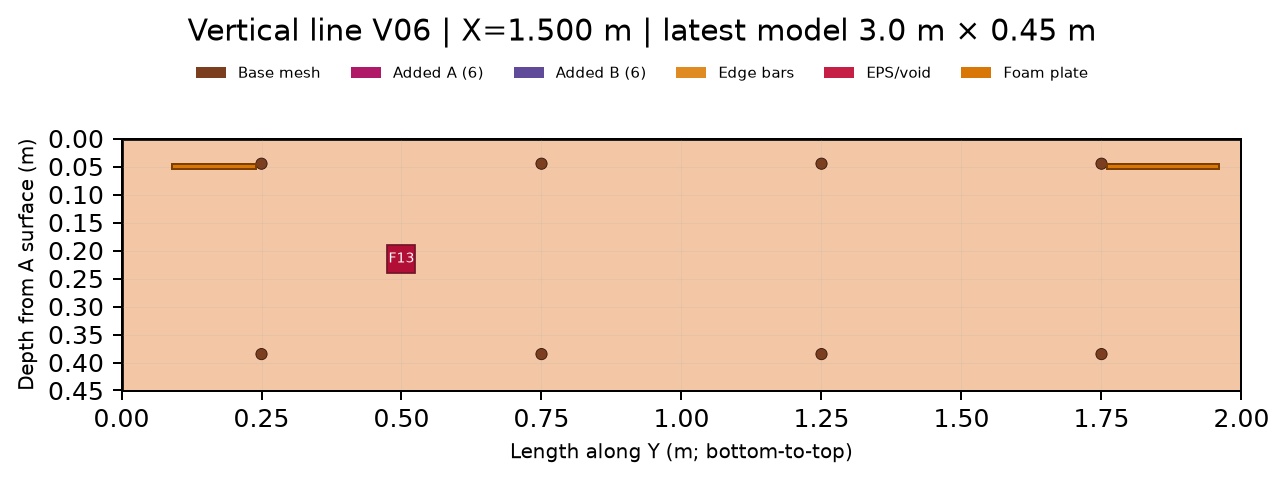 Vertical line V06 | X=1.500 m | latest model 3.0 m × 0.45 m
Base mesh Added A (6) Added B (6) Edge bars EPS/void Foam plate
Depth from A surface (m)
0.00
0.05
0.10
0.15
0.20
0.25
0.30
0.35
0.40
0.45
F13
0.00 0.25 0.50 0.75 1.00 1.25 1.50 1.75 2.00
Length along Y (m; bottom-to-top)